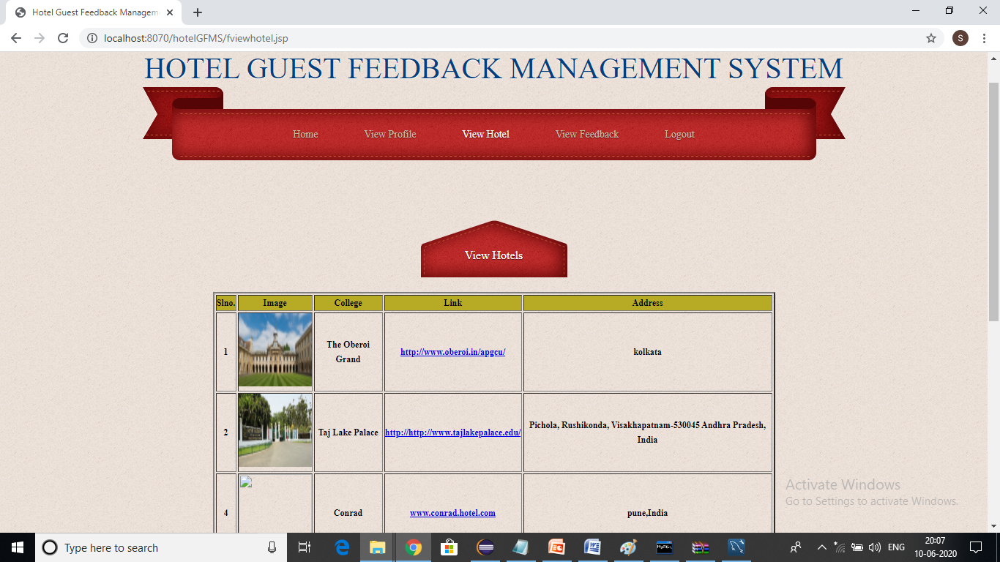 Hotel Guest Feedback Managem
localhost:8070/hotelGFMS/fviewhotel.jsp
S
HOTEL GUEST FEEDBACK MANAGEMENT SYSTEM
Home View Profile View Hotel View Feedback Logout
View Hotels
Slno. Image College Link Address
1 The Oberoi Grand http://www.oberoi.in/apgcu/ kolkata
2 Taj Lake Palace http://http://www.tajlakepalace.edu/ Pichola, Rushikonda, Visakhapatnam-530045 Andhra Pradesh, India
4 Conrad www.conrad.hotel.com pune,India
Activate Windows
Go to Settings to activate Windows.
Type here to search
ENG
20:07
10-06-2020